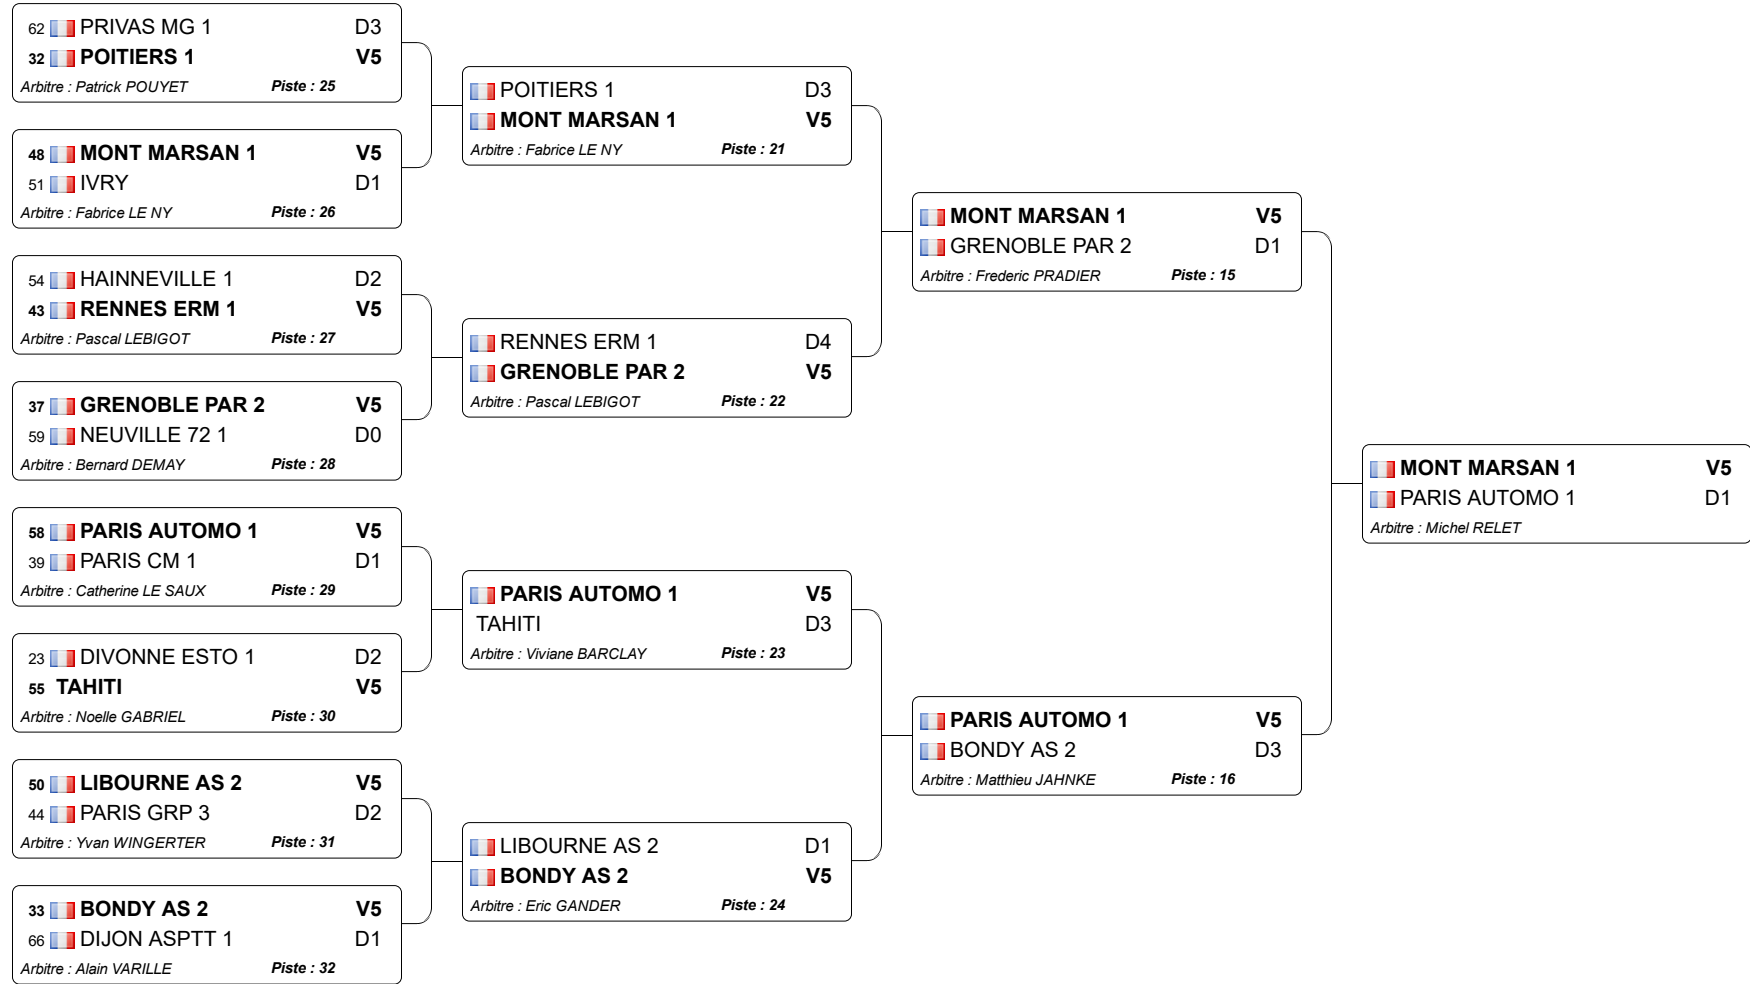 62 PRIVAS MG 1 D3
32 POITIERS 1 V5
Arbitre : Patrick POUYET Piste : 25
48 MONT MARSAN 1 V5
51 IVRY D1
Arbitre : Fabrice LE NY Piste : 26
54 HAINNEVILLE 1 D2
43 RENNES ERM 1 V5
Arbitre : Pascal LEBIGOT Piste : 27
37 GRENOBLE PAR 2 V5
59 NEUVILLE 72 1 D0
Arbitre : Bernard DEMAY Piste : 28
58 PARIS AUTOMO 1 V5
39 PARIS CM 1 D1
Arbitre : Catherine LE SAUX Piste : 29
23 DIVONNE ESTO 1 D2
55 TAHITI V5
Arbitre : Noelle GABRIEL Piste : 30
50 LIBOURNE AS 2 V5
44 PARIS GRP 3 D2
Arbitre : Yvan WINGERTER Piste : 31
33 BONDY AS 2 V5
66 DIJON ASPTT 1 D1
Arbitre : Alain VARILLE Piste : 32
POITIERS 1 D3
MONT MARSAN 1 V5
Arbitre : Fabrice LE NY Piste : 21
RENNES ERM 1 D4
GRENOBLE PAR 2 V5
Arbitre : Pascal LEBIGOT Piste : 22
PARIS AUTOMO 1 V5
TAHITI D3
Arbitre : Viviane BARCLAY Piste : 23
LIBOURNE AS 2 D1
BONDY AS 2 V5
Arbitre : Eric GANDER Piste : 24
MONT MARSAN 1 V5
GRENOBLE PAR 2 D1
Arbitre : Frederic PRADIER Piste : 15
PARIS AUTOMO 1 V5
BONDY AS 2 D3
Arbitre : Matthieu JAHNKE Piste : 16
MONT MARSAN 1 V5
PARIS AUTOMO 1 D1
Arbitre : Michel RELET